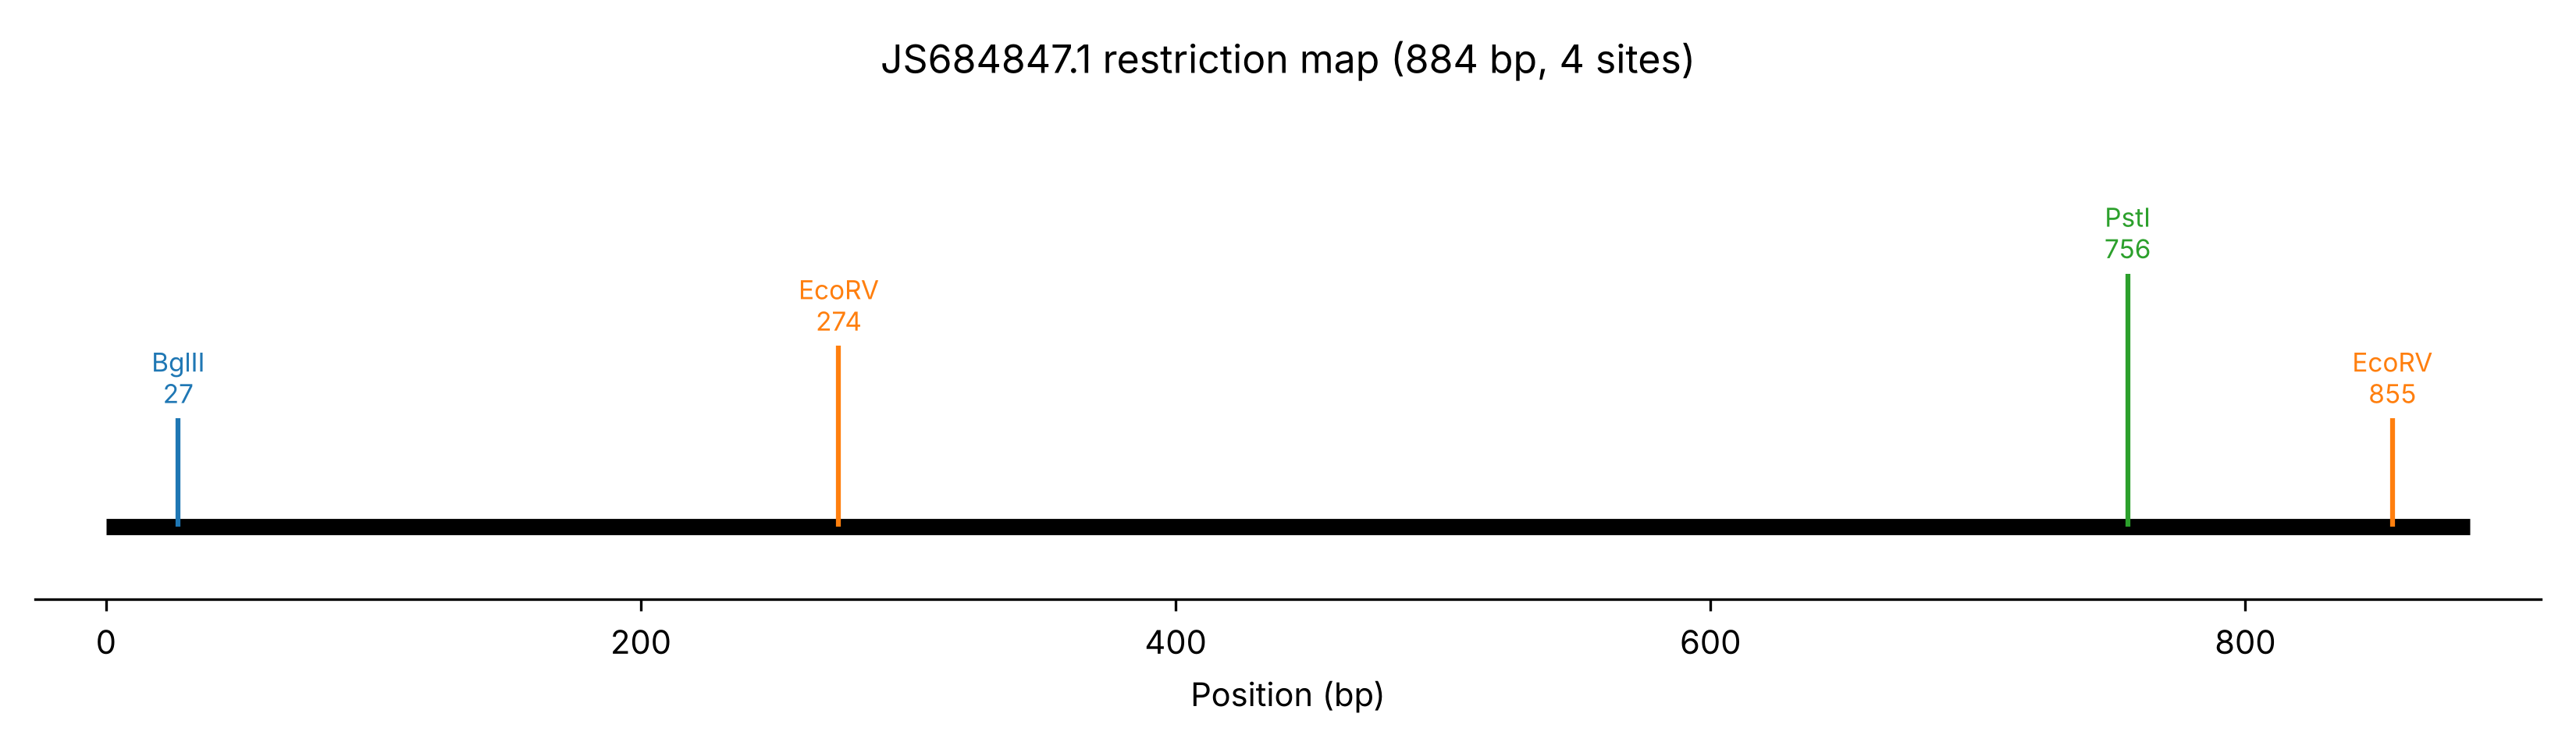 JS684847.1 restriction map (884 bp, 4 sites)
PstI
756
EcoRV
274
BglII
27
EcoRV
855
0
200
400
600
800
Position (bp)